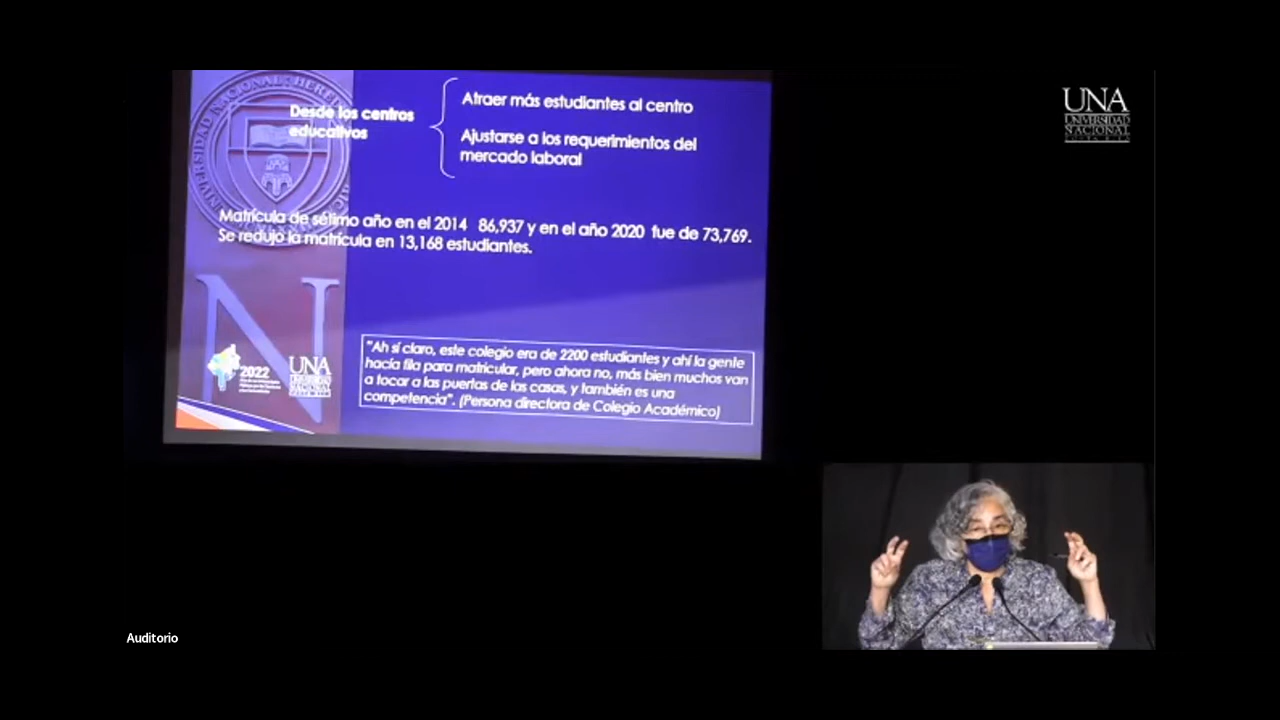 Desde los centros
educativos
Atraer más estudiantes al centro
Ajustarse a los requerimientos del
mercado laboral
Matrícula de sétimo año en el 2014 86,937 y en el año 2020 fue de 73,769.
Se redujo la matrícula en 13,168 estudiantes.
"Ah sí claro, este colegio era de 2200 estudiantes y ahí la gente
hacía fila para matricular, pero ahora no, más bien muchos van
a tocar a las puertas de las casas, y también es una
competencia". (Persona directora de Colegio Académico)
2022
UNA
UNA
UNIVERSIDAD
NACIONAL
Auditorio